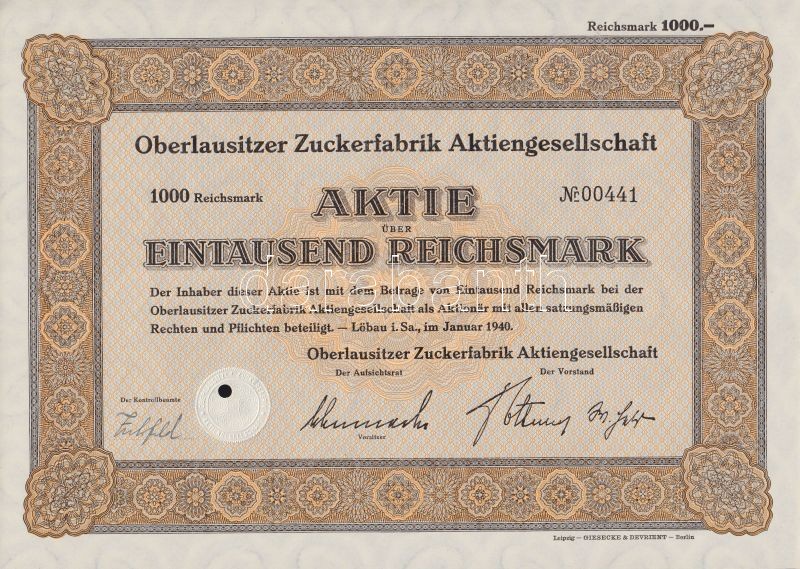 Reichsmark 1000.—
Oberlausitzer Zuckerfabrik Aktiengesellschaft
1000 Reichsmark AKTIE № 00441
ÜBER
EINTAUSEND REICHSMARK
Der Inhaber dieser Aktie ist mit dem Betrage von Eintausend Reichsmark bei der
Oberlausitzer Zuckerfabrik Aktiengesellschaft als Aktionär mit allen satzungsmäßigen
Rechten und Pflichten beteiligt. — Löbau i. Sa., im Januar 1940.
Oberlausitzer Zuckerfabrik Aktiengesellschaft
Der Aufsichtsrat Der Vorstand
Der Kontrollbeamte
Vorsitzer
Leipzig — GIESECKE & DEVRIENT — Berlin